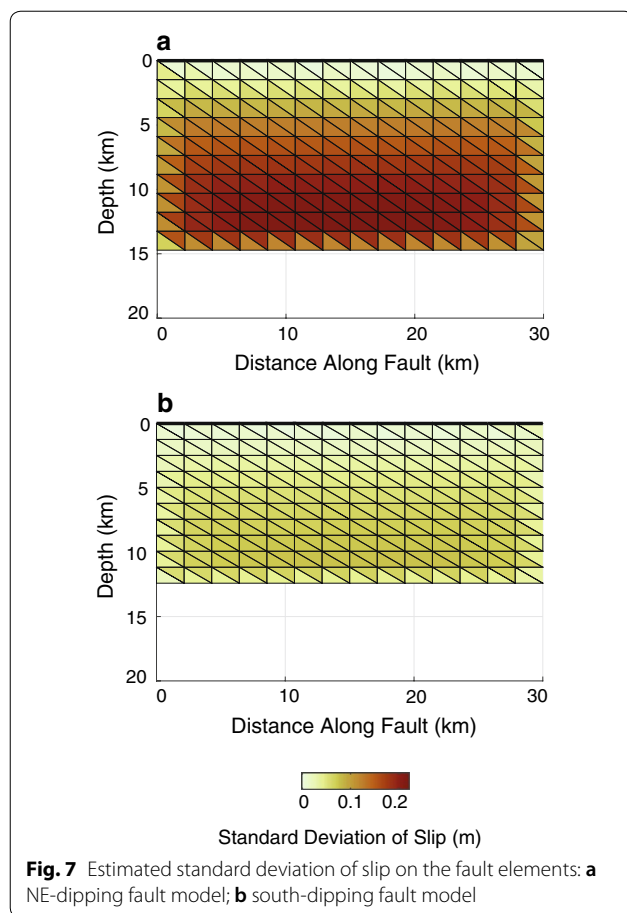 a
0
5
10
15
20
Depth (km)
0 10 20 30
Distance Along Fault (km)
b
0
5
10
15
20
Depth (km)
0 10 20 30
Distance Along Fault (km)
0 0.1 0.2
Standard Deviation of Slip (m)
Fig. 7 Estimated standard deviation of slip on the fault elements: a
NE-dipping fault model; b south-dipping fault model